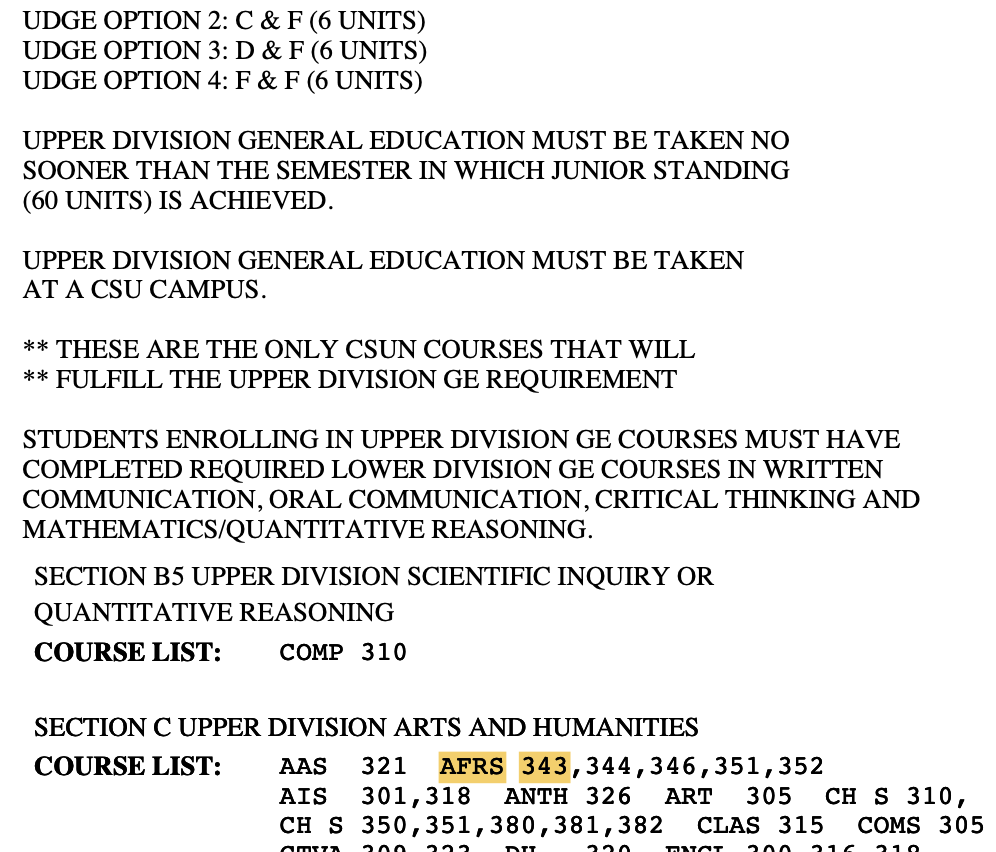 UDGE OPTION 2: C & F (6 UNITS)
UDGE OPTION 3: D & F (6 UNITS)
UDGE OPTION 4: F & F (6 UNITS)
UPPER DIVISION GENERAL EDUCATION MUST BE TAKEN NO
SOONER THAN THE SEMESTER IN WHICH JUNIOR STANDING
(60 UNITS) IS ACHIEVED.
UPPER DIVISION GENERAL EDUCATION MUST BE TAKEN
AT A CSU CAMPUS.
** THESE ARE THE ONLY CSUN COURSES THAT WILL
** FULFILL THE UPPER DIVISION GE REQUIREMENT
STUDENTS ENROLLING IN UPPER DIVISION GE COURSES MUST HAVE
COMPLETED REQUIRED LOWER DIVISION GE COURSES IN WRITTEN
COMMUNICATION, ORAL COMMUNICATION, CRITICAL THINKING AND
MATHEMATICS/QUANTITATIVE REASONING.
SECTION B5 UPPER DIVISION SCIENTIFIC INQUIRY OR
QUANTITATIVE REASONING
COURSE LIST: COMP 310
SECTION C UPPER DIVISION ARTS AND HUMANITIES
COURSE LIST: AAS 321 AFRS 343,344,346,351,352
AIS 301,318 ANTH 326 ART 305 CH S 310,
CH S 350,351,380,381,382 CLAS 315 COMS 305